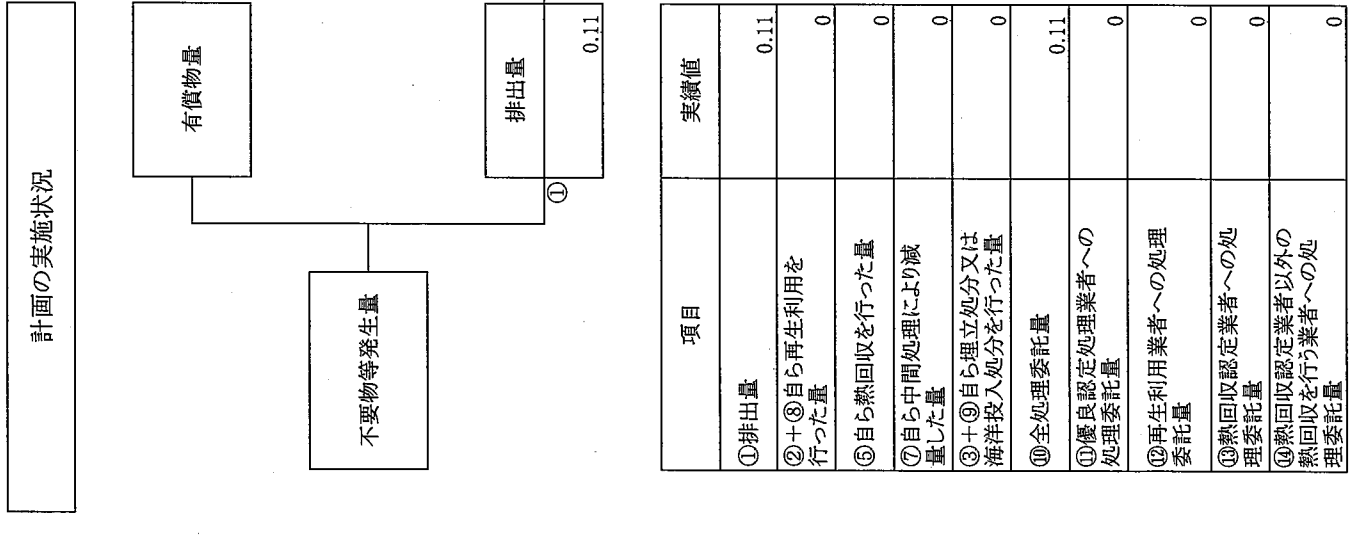 計画の実施状況
有償物量
不要物等発生量
排出量
①
0.11
項目
実績値
①排出量
0.11
②+⑧自ら再生利用を
行った量
0
⑤自ら熱回収を行った量
0
⑦自ら中間処理により減
量した量
0
③+⑨自ら埋立処分又は
海洋投入処分を行った量
0
⑩全処理委託量
0.11
⑪優良認定処理業者への
処理委託量
0
⑫再生利用業者への処理
委託量
0
⑬熱回収認定業者への処
理委託量
0
⑭熱回収認定業者以外の
熱回収を行う業者への処
理委託量
0